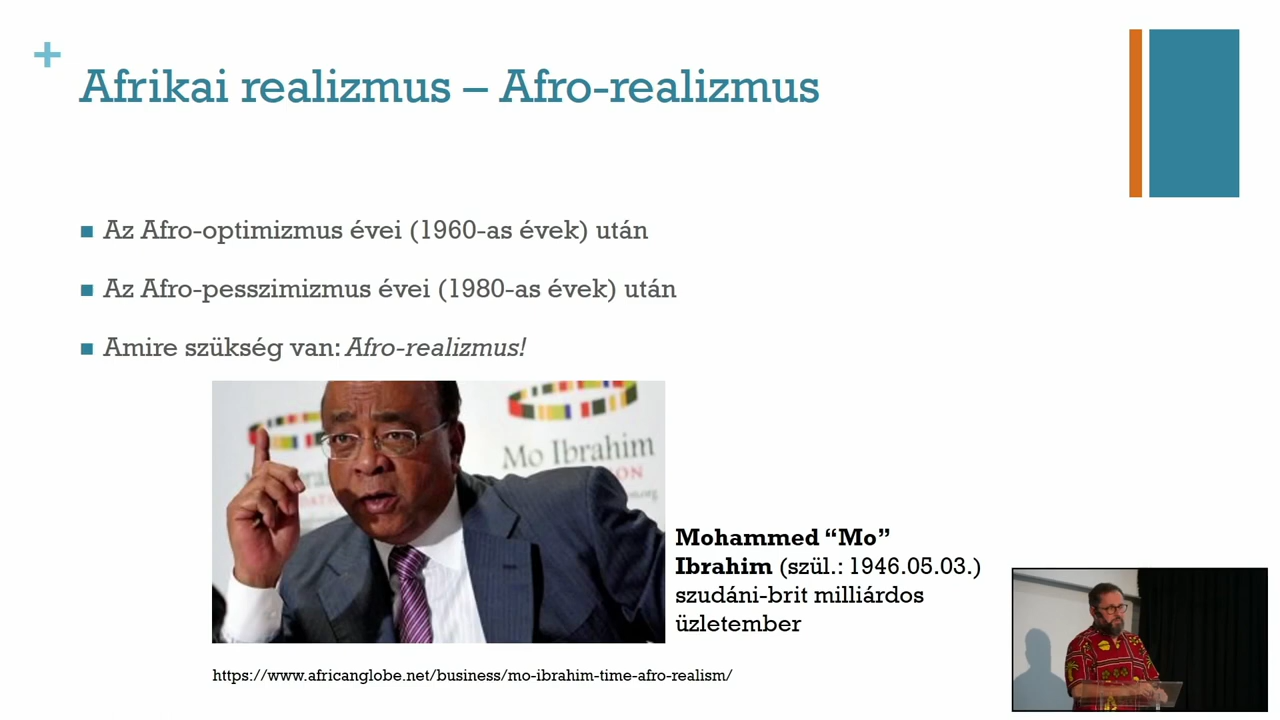 +
Afrikai realizmus – Afro-realizmus
■ Az Afro-optimizmus évei (1960-as évek) után
■ Az Afro-pesszimizmus évei (1980-as évek) után
■ Amire szükség van: Afro-realizmus!
Mo Ibrahim
Mohammed “Mo”
Ibrahim (szül.: 1946.05.03.)
szudáni-brit milliárdos
üzletember
https://www.africanglobe.net/business/mo-ibrahim-time-afro-realism/